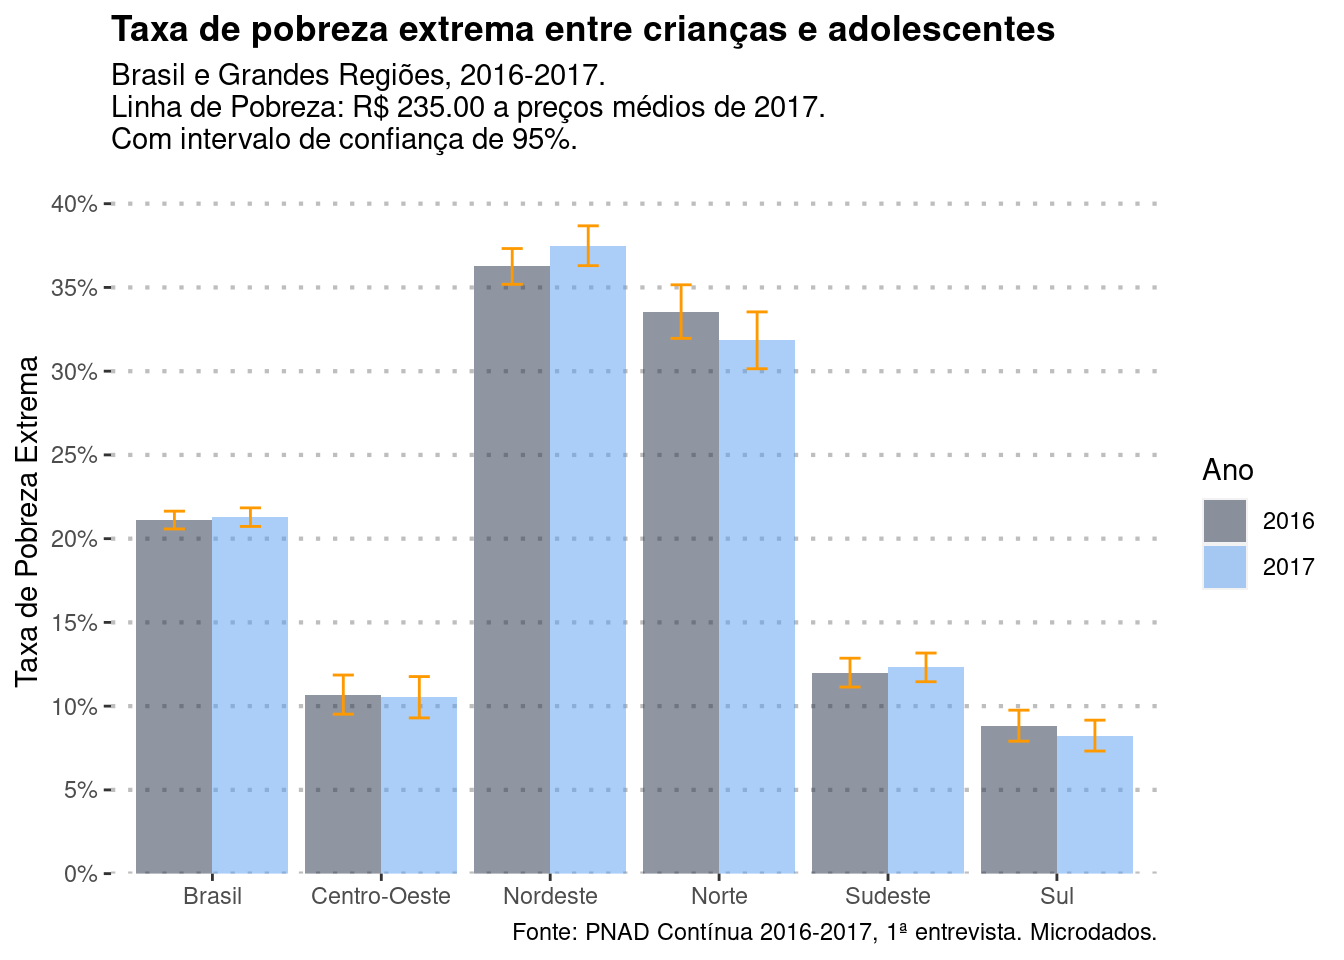 Taxa de pobreza extrema entre crianças e adolescentes
Brasil e Grandes Regiões, 2016-2017.
Linha de Pobreza: R$ 235.00 a preços médios de 2017.
Com intervalo de confiança de 95%.
Taxa de Pobreza Extrema
40%
35%
30%
25%
20%
15%
10%
5%
0%
Brasil
Centro-Oeste
Nordeste
Norte
Sudeste
Sul
Ano
2016
2017
Fonte: PNAD Contínua 2016-2017, 1ª entrevista. Microdados.